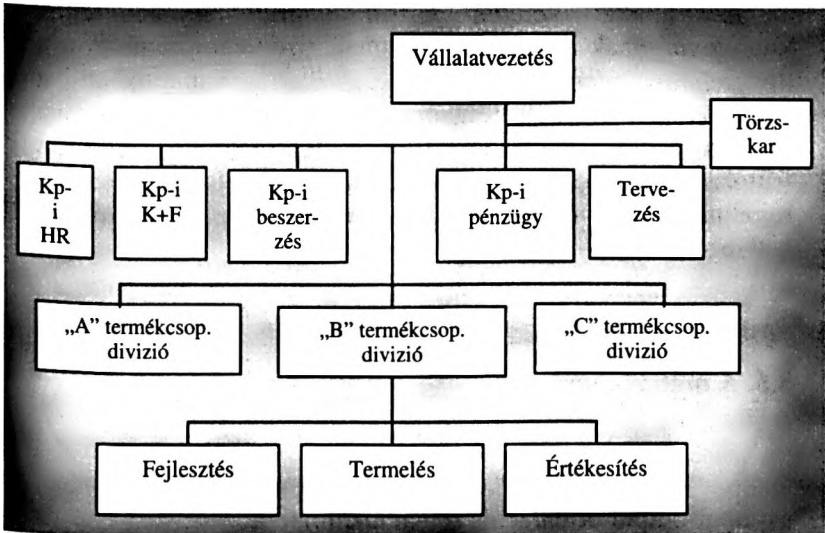 Vállalatvezetés
Törzs-
kar
Kp-
i
HR
Kp-i
K+F
Kp-i
beszer-
zés
Kp-i
pénzügy
Terve-
zés
„A” termékcsop.
divizió
„B” termékcsop.
divizió
„C” termékcsop.
divizió
Fejlesztés
Termelés
Értékesítés